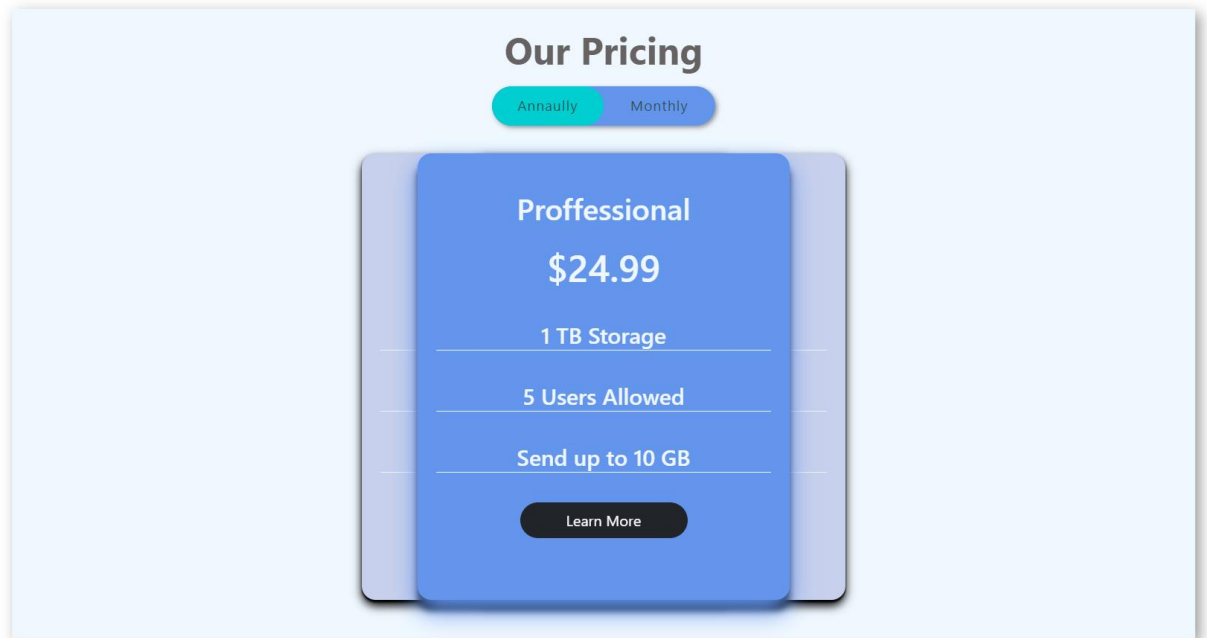 Our Pricing
Annaully
Monthly
Proffessional
$24.99
1 TB Storage
5 Users Allowed
Send up to 10 GB
Learn More